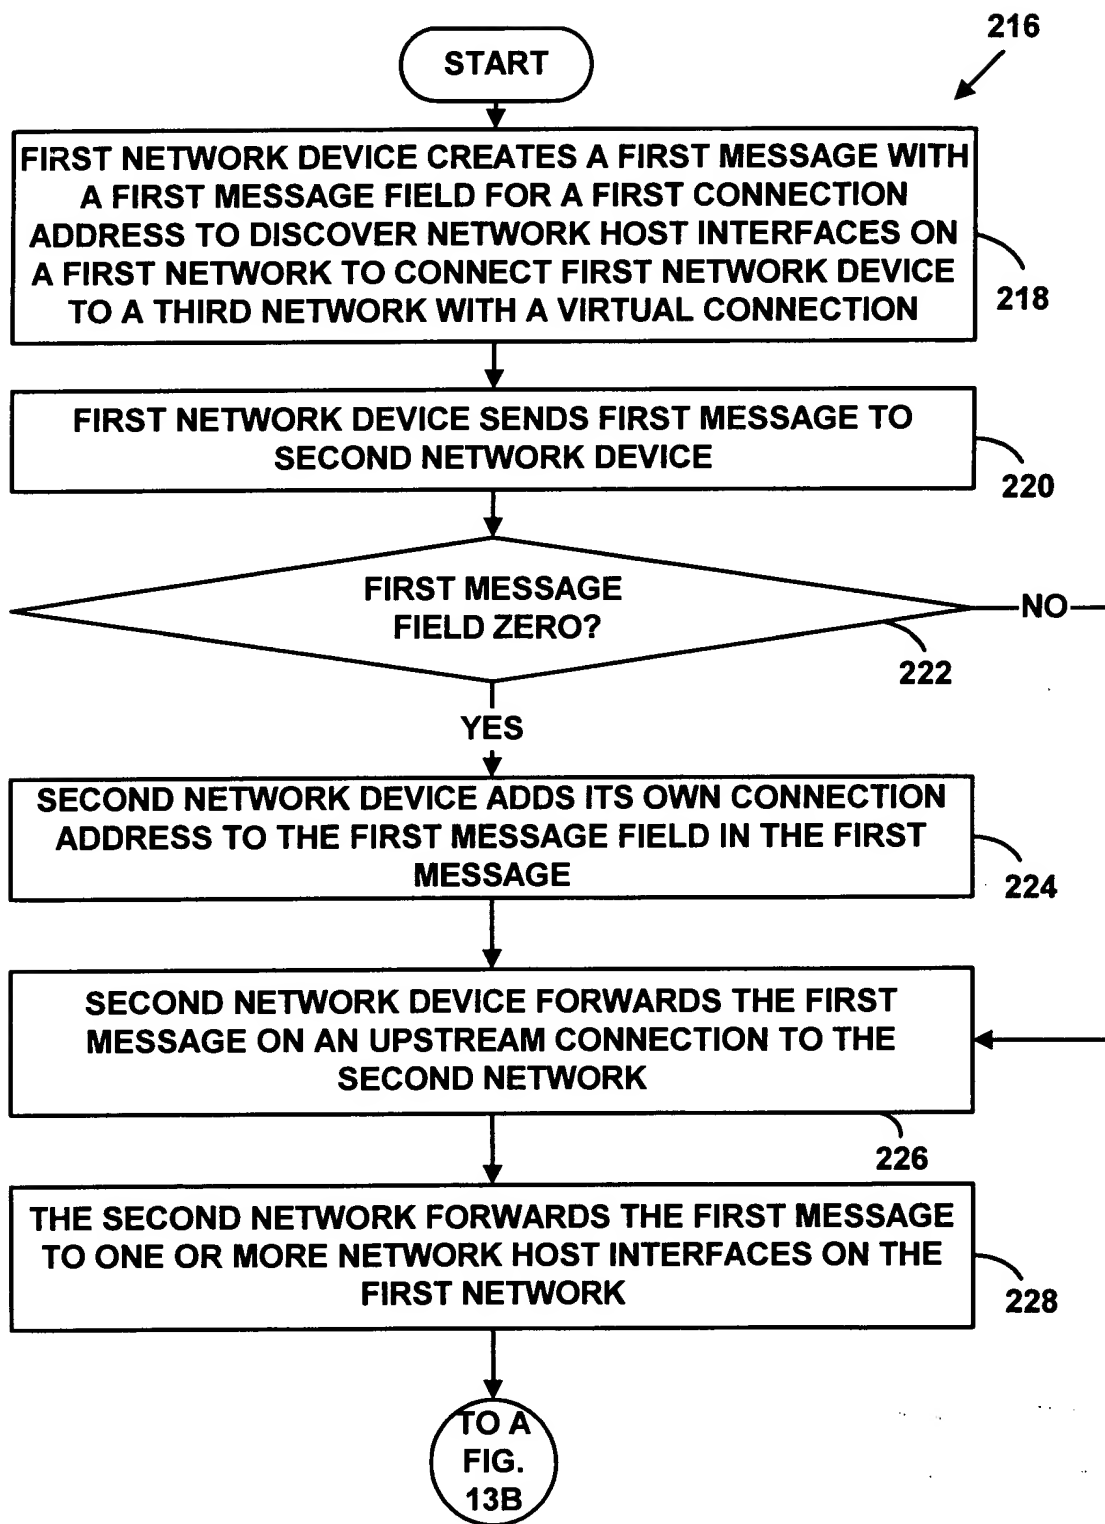 216
START
FIRST NETWORK DEVICE CREATES A FIRST MESSAGE WITH
A FIRST MESSAGE FIELD FOR A FIRST CONNECTION
ADDRESS TO DISCOVER NETWORK HOST INTERFACES ON
A FIRST NETWORK TO CONNECT FIRST NETWORK DEVICE
TO A THIRD NETWORK WITH A VIRTUAL CONNECTION
218
FIRST NETWORK DEVICE SENDS FIRST MESSAGE TO
SECOND NETWORK DEVICE
220
FIRST MESSAGE
FIELD ZERO?
NO
222
YES
SECOND NETWORK DEVICE ADDS ITS OWN CONNECTION
ADDRESS TO THE FIRST MESSAGE FIELD IN THE FIRST
MESSAGE
224
SECOND NETWORK DEVICE FORWARDS THE FIRST
MESSAGE ON AN UPSTREAM CONNECTION TO THE
SECOND NETWORK
226
THE SECOND NETWORK FORWARDS THE FIRST MESSAGE
TO ONE OR MORE NETWORK HOST INTERFACES ON THE
FIRST NETWORK
228
TO A
FIG.
13B